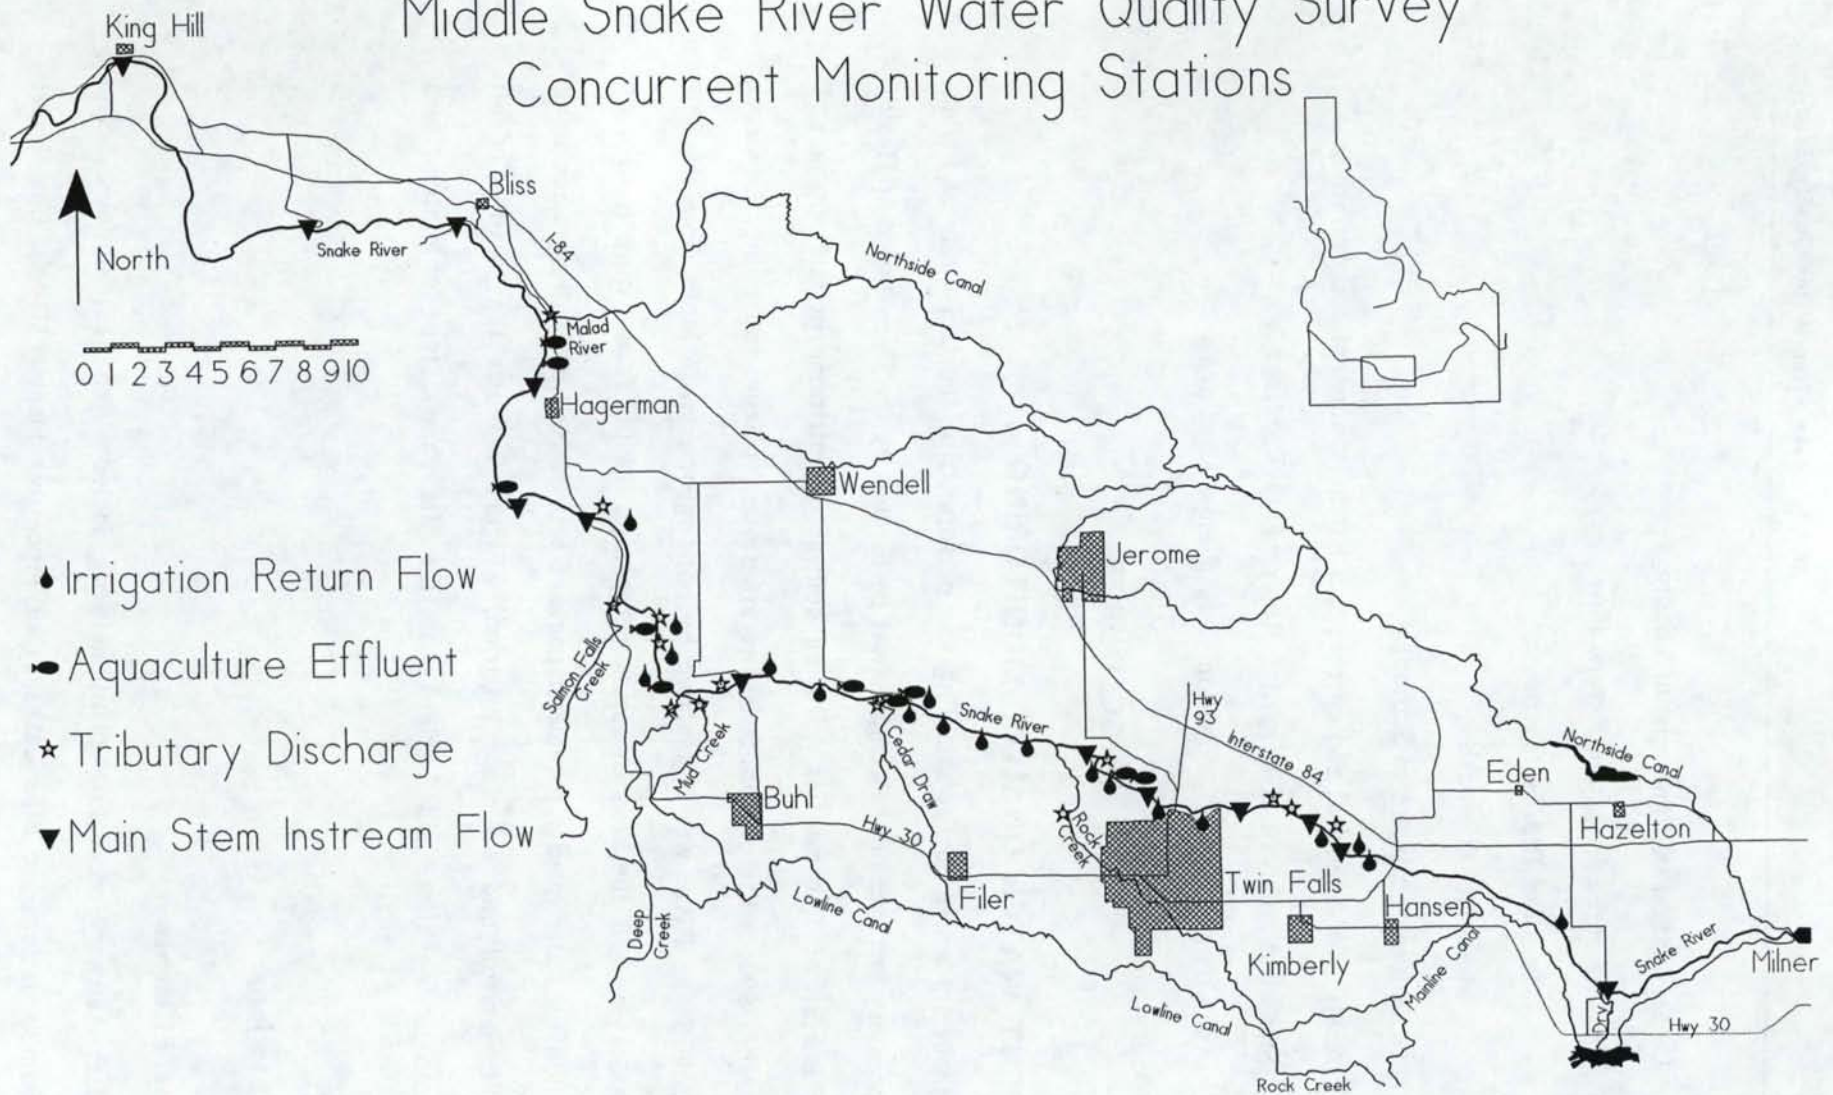 Middle Snake River Water Quality Survey
Concurrent Monitoring Stations
King Hill
Bliss
Snake River
North
I-84
Northside Canal
Malad
River
0 1 2 3 4 5 6 7 8 9 10
Hagerman
Wendell
Jerome
Irrigation Return Flow
Aquaculture Effluent
Tributary Discharge
Main Stem Instream Flow
Salmon Falls
Creek
Mud Creek
Buhl
Cedar Draw
Snake River
Hwy
93
Interstate 84
Northside Canal
Eden
Hazelton
Hwy 30
Rock
Creek
Filer
Twin Falls
Hansen
Deep
Creek
Lowline Canal
Kimberly
Mainline Canal
Snake River
Milner
Lowline Canal
Dry
Hwy 30
Rock Creek